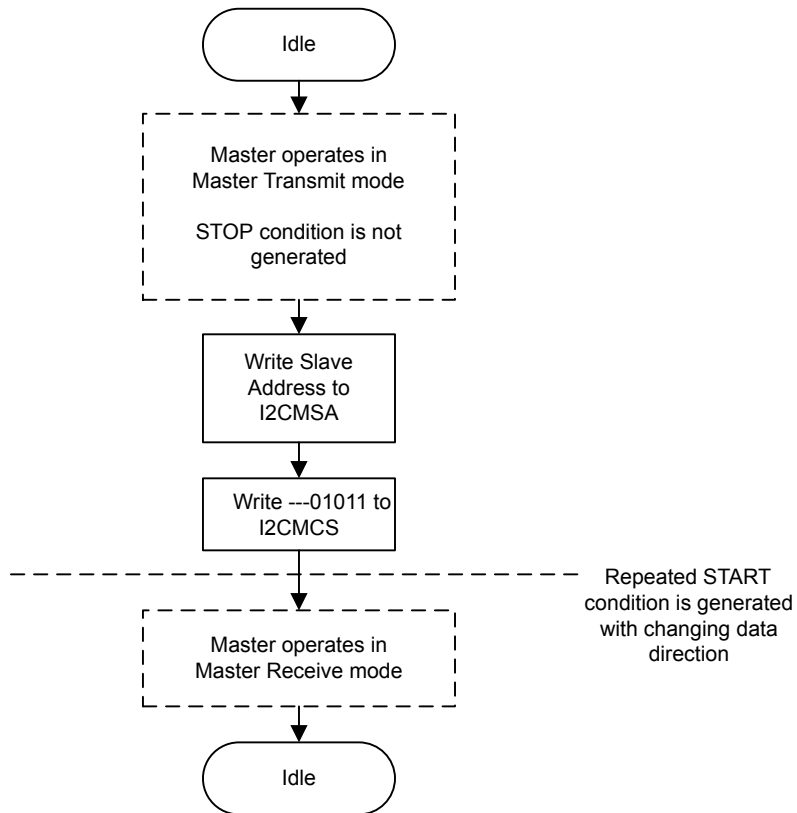 Idle
Master operates in
Master Transmit mode
STOP condition is not
generated
Write Slave
Address to
I2CMSA
Write ---01011 to
I2CMCS
Repeated START
condition is generated
with changing data
direction
Master operates in
Master Receive mode
Idle